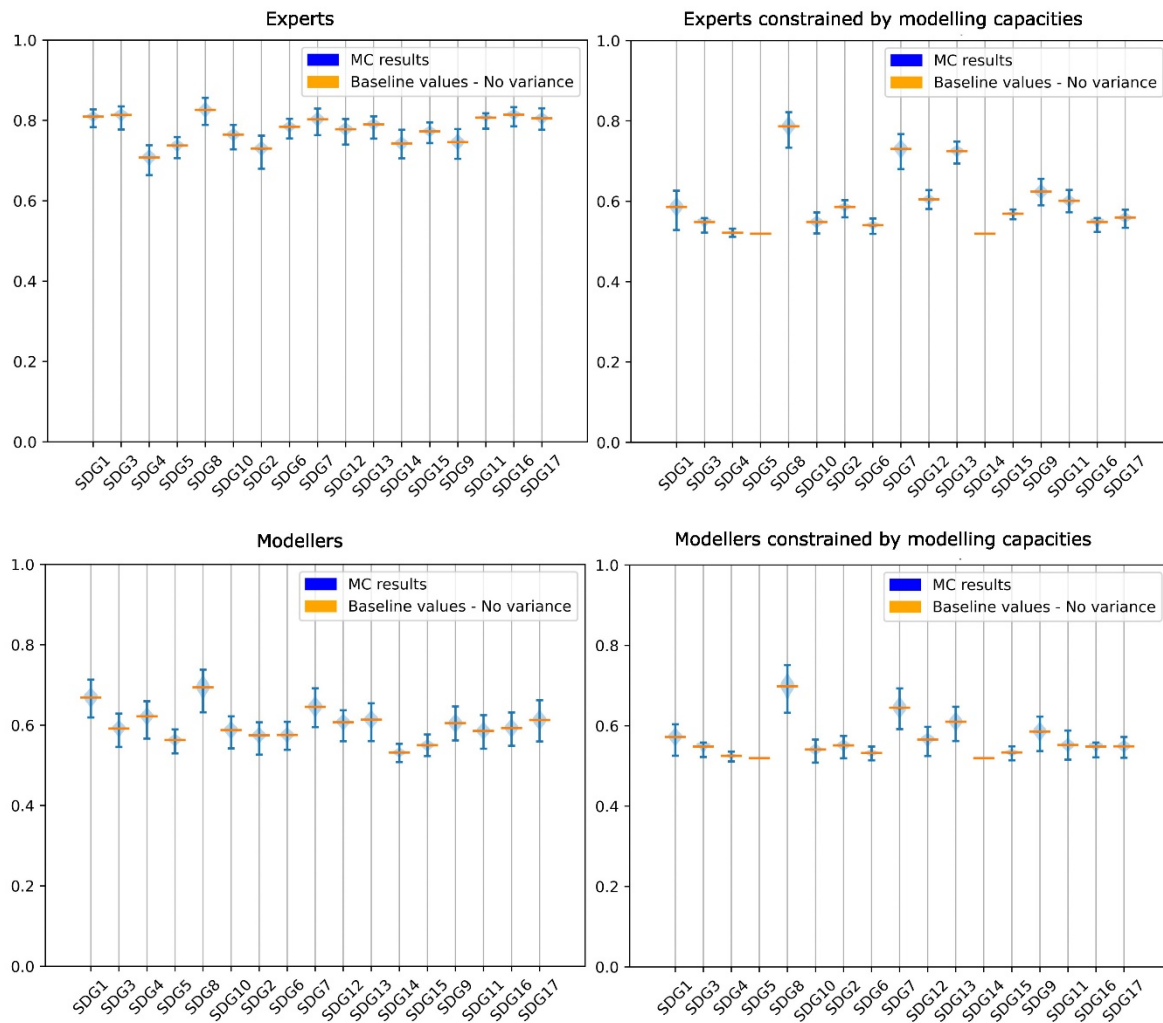 Experts
MC results
Baseline values - No variance
1.0
0.8
0.6
0.4
0.2
0.0
SDG1
SDG3
SDG4
SDG5
SDG8
SDG10
SDG2
SDG6
SDG7
SDG12
SDG13
SDG14
SDG15
SDG9
SDG11
SDG16
SDG17
Experts constrained by modelling capacities
MC results
Baseline values - No variance
1.0
0.8
0.6
0.4
0.2
0.0
SDG1
SDG3
SDG4
SDG5
SDG8
SDG10
SDG2
SDG6
SDG7
SDG12
SDG13
SDG14
SDG15
SDG9
SDG11
SDG16
SDG17
Modellers
MC results
Baseline values - No variance
1.0
0.8
0.6
0.4
0.2
0.0
SDG1
SDG3
SDG4
SDG5
SDG8
SDG10
SDG2
SDG6
SDG7
SDG12
SDG13
SDG14
SDG15
SDG9
SDG11
SDG16
SDG17
Modellers constrained by modelling capacities
MC results
Baseline values - No variance
1.0
0.8
0.6
0.4
0.2
0.0
SDG1
SDG3
SDG4
SDG5
SDG8
SDG10
SDG2
SDG6
SDG7
SDG12
SDG13
SDG14
SDG15
SDG9
SDG11
SDG16
SDG17